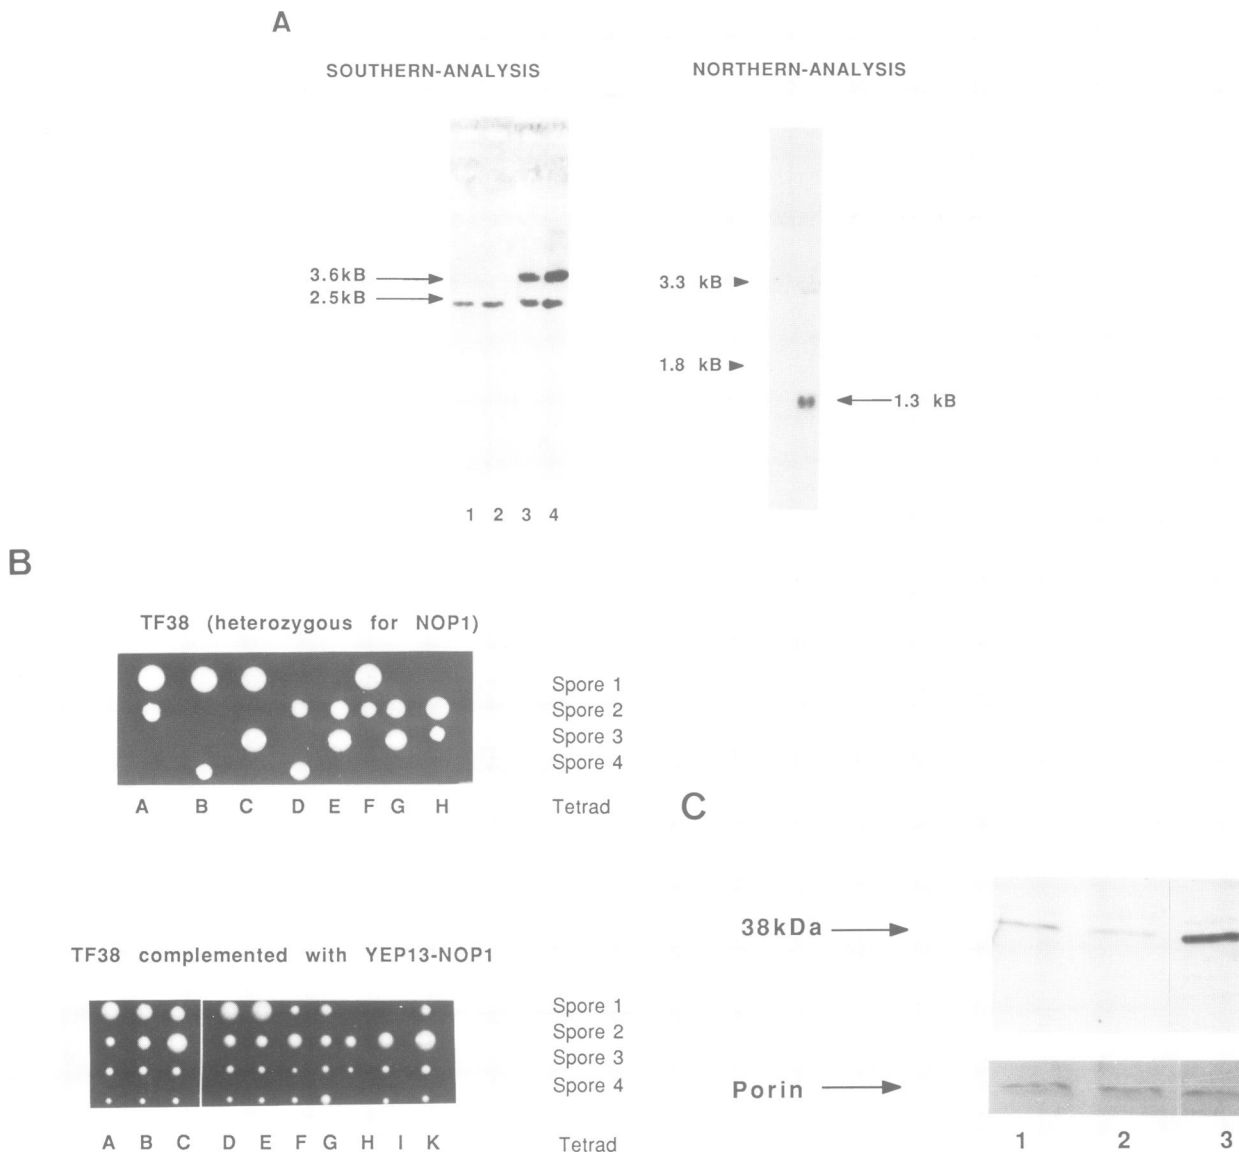 A
SOUTHERN-ANALYSIS
NORTHERN-ANALYSIS
3.6kB
2.5kB
1 2 3 4
3.3 kB
1.8 kB
1.3 kB
B
TF38 (heterozygous for NOP1)
Spore 1
Spore 2
Spore 3
Spore 4
A B C D E F G H Tetrad
TF38 complemented with YEP13-NOP1
Spore 1
Spore 2
Spore 3
Spore 4
A B C D E F G H I K Tetrad
C
38kDa
Porin
1 2 3